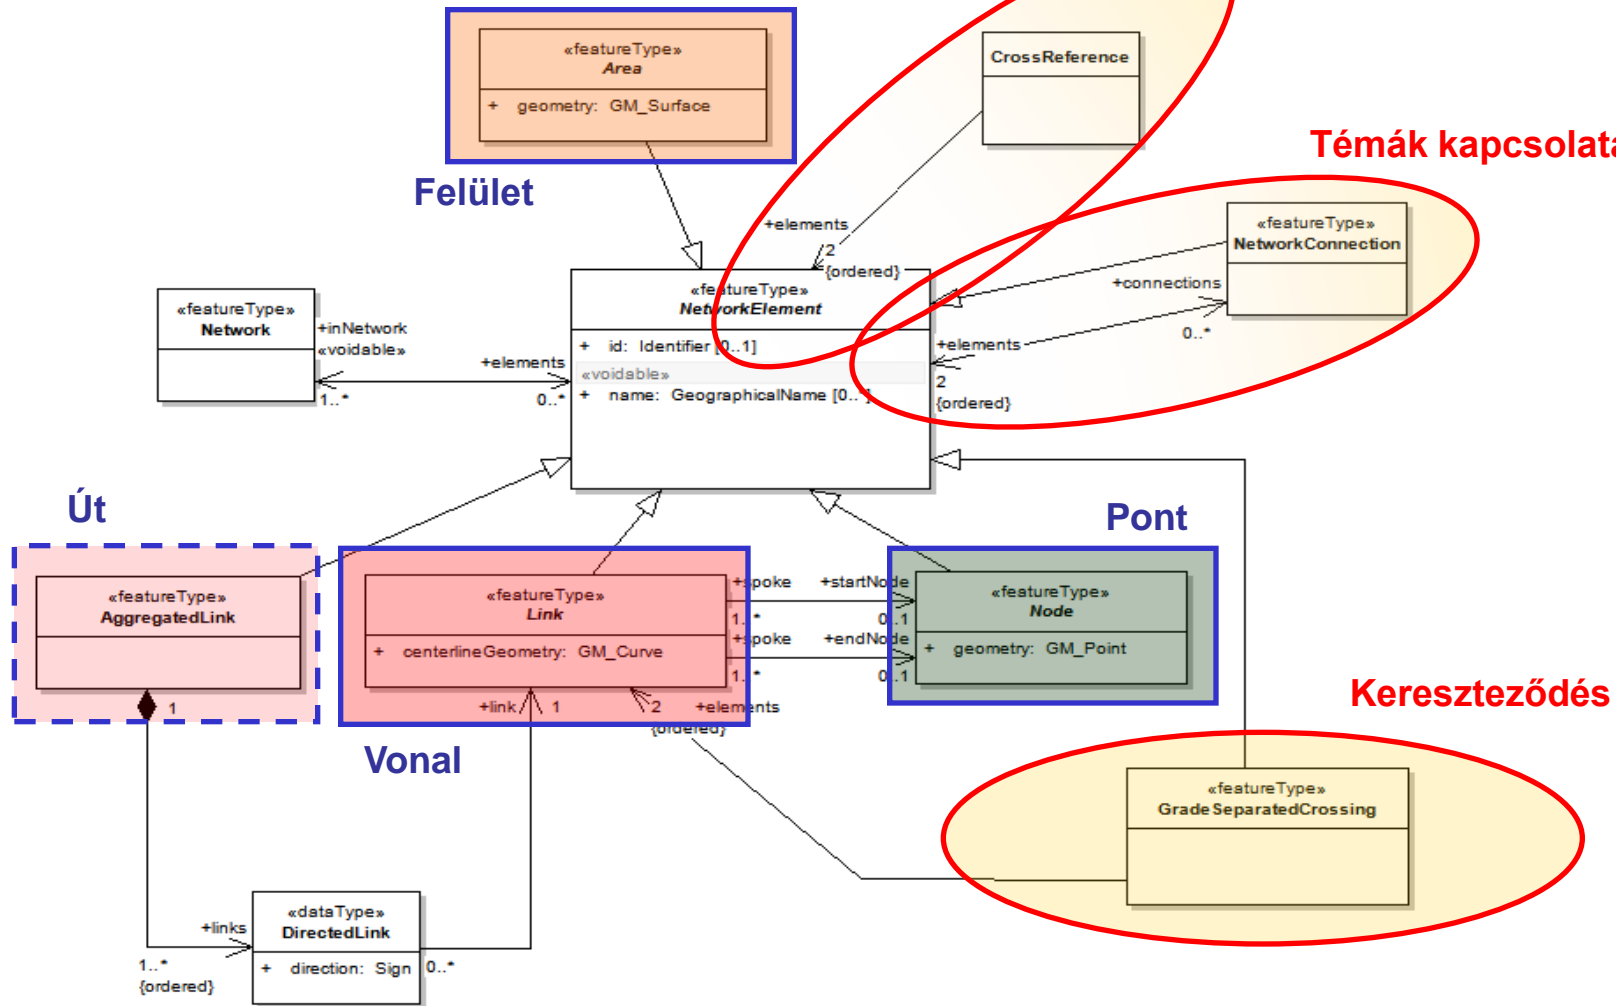 «featureType»
Area
+ geometry: GM_Surface
Felület
CrossReference
Témák kapcsolata
+elements
2
{ordered}
«featureType»
NetworkConnection
+connections
0..*
+elements
2
{ordered}
«featureType»
Network
+inNetwork
«voidable»
1..*
+elements
0..*
«featureType»
NetworkElement
+ id: Identifier [0..1]
«voidable»
+ name: GeographicalName [0..*]
Út
«featureType»
AggregatedLink
1
«featureType»
Link
+ centerlineGeometry: GM_Curve
Vonal
+spoke +startNode
1..* 0..1
+spoke +endNode
1..* 0..1
Pont
«featureType»
Node
+ geometry: GM_Point
+link 1
2 +elements
{ordered}
Kereszteződés
«featureType»
GradeSeparatedCrossing
+links
1..*
{ordered}
«dataType»
DirectedLink
+ direction: Sign
0..*